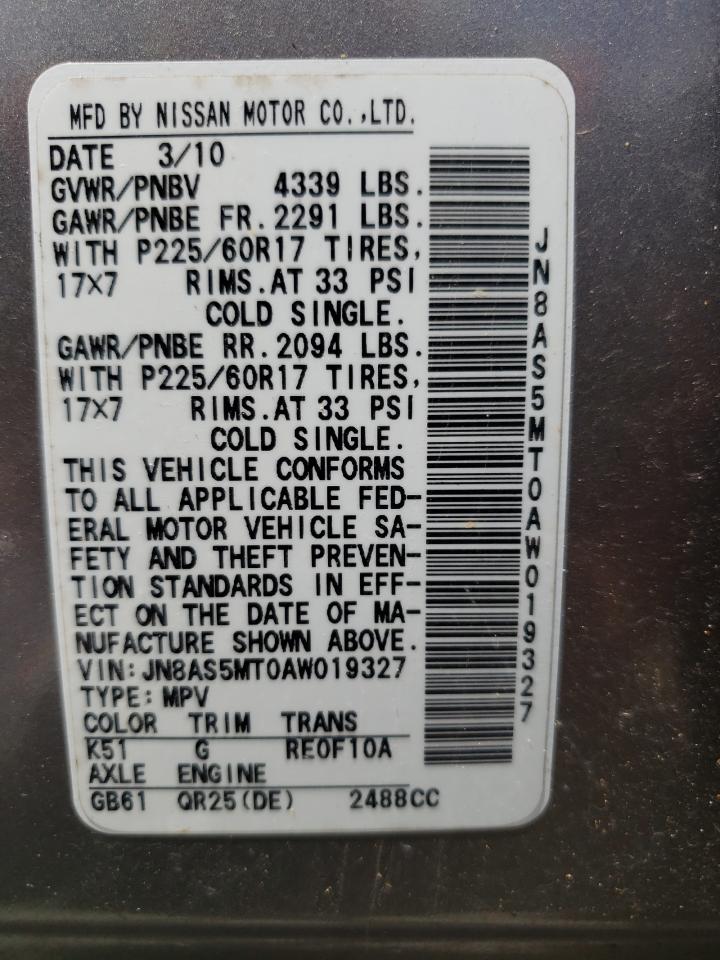 MFD BY NISSAN MOTOR CO.,LTD.
DATE 3/10
GVWR/PNBV 4339 LBS.
GAWR/PNBE FR.2291 LBS.
WITH P225/60R17 TIRES,
17×7 RIMS.AT 33 PSI
COLD SINGLE.
GAWR/PNBE RR.2094 LBS.
WITH P225/60R17 TIRES,
17×7 RIMS.AT 33 PSI
COLD SINGLE.
THIS VEHICLE CONFORMS
TO ALL APPLICABLE FED-
ERAL MOTOR VEHICLE SA-
FETY AND THEFT PREVEN-
TION STANDARDS IN EFF-
ECT ON THE DATE OF MA-
NUFACTURE SHOWN ABOVE.
VIN:JN8AS5MT0AW019327
TYPE:MPV
COLOR TRIM TRANS
K51 G RE0F10A
AXLE ENGINE
GB61 QR25(DE) 2488CC
JN8AS5MT0AW019327